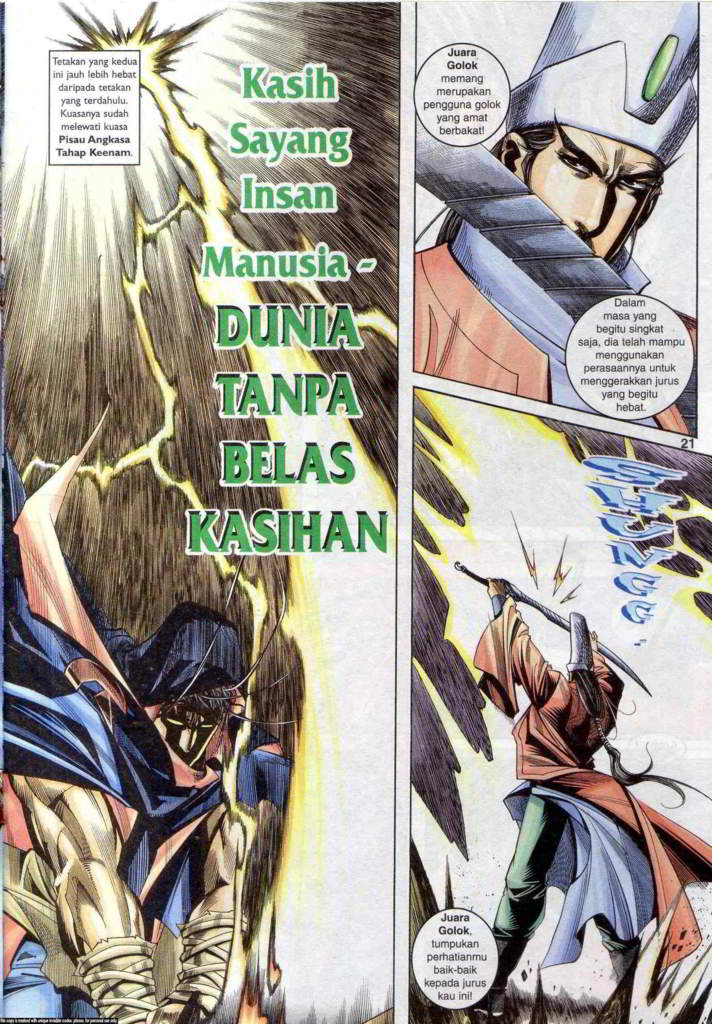 Tetakan yang kedua
ini jauh lebih hebat
daripada tetakan
yang terdahulu.
Kuasanya sudah
melewati kuasa
Pisau Angkasa
Tahap Keenam.
Kasih
Sayang
Insan
Manusia -
DUNIA
TANPA
BELAS
KASIHAN
Juara
Golok
memang
merupakan
pengguna golok
yang amat
berbakat!
Dalam
masa yang
begitu singkat
saja, dia telah mampu
menggunakan
perasaannya untuk
menggerakkan jurus
yang begitu
hebat.
21
Juara
Golok,
tumpukan
perhatianmu
baik-baik
kepada jurus
kau ini!